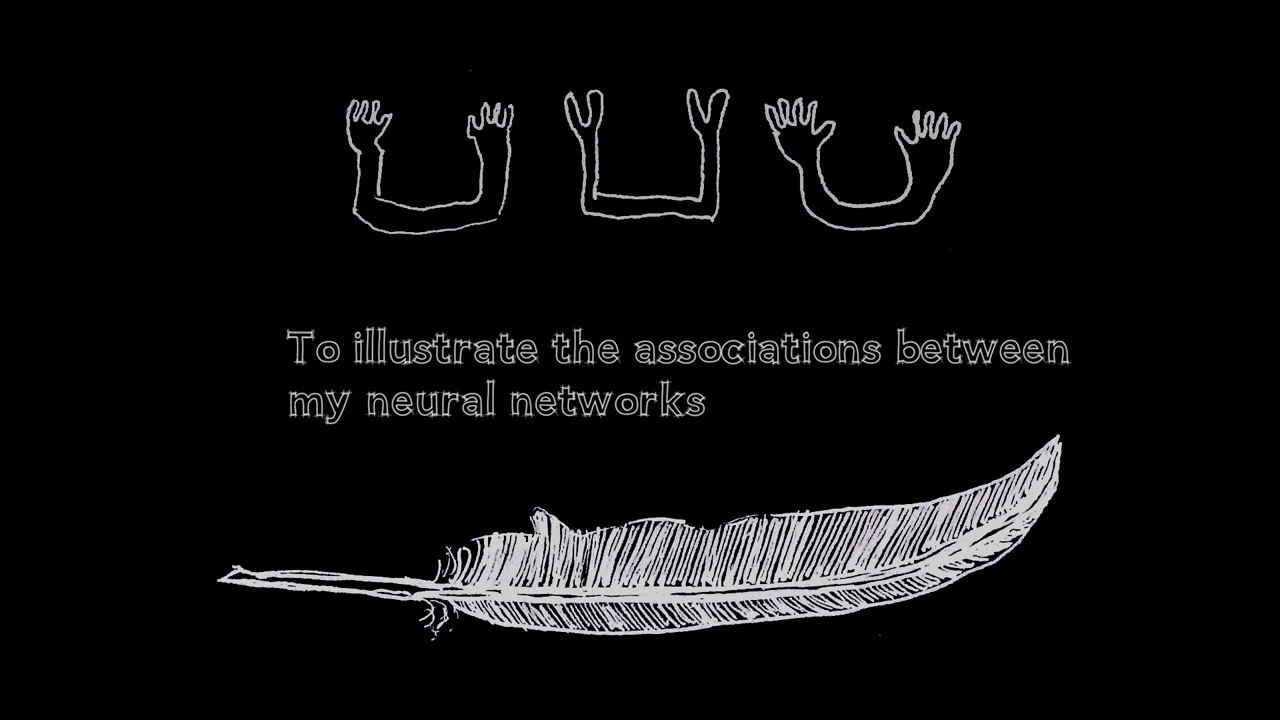 To illustrate the associations between
my neural networks